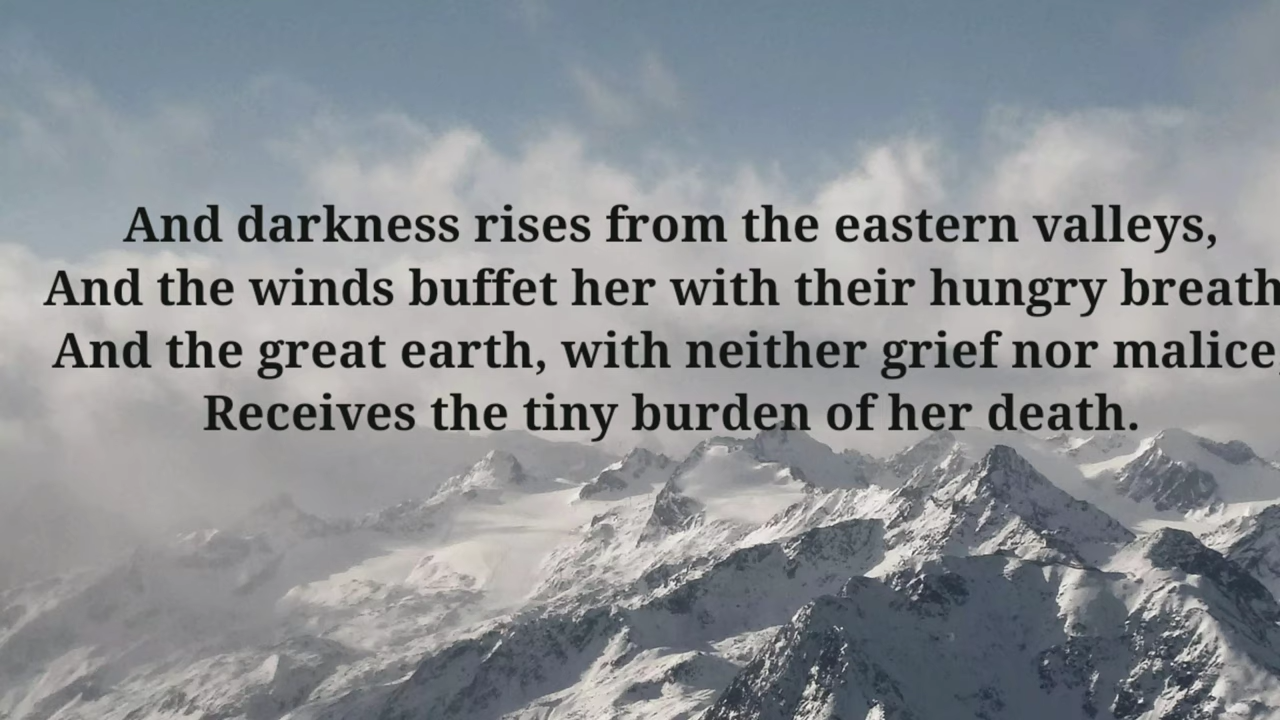 And darkness rises from the eastern valleys,
And the winds buffet her with their hungry breath
And the great earth, with neither grief nor malice,
Receives the tiny burden of her death.